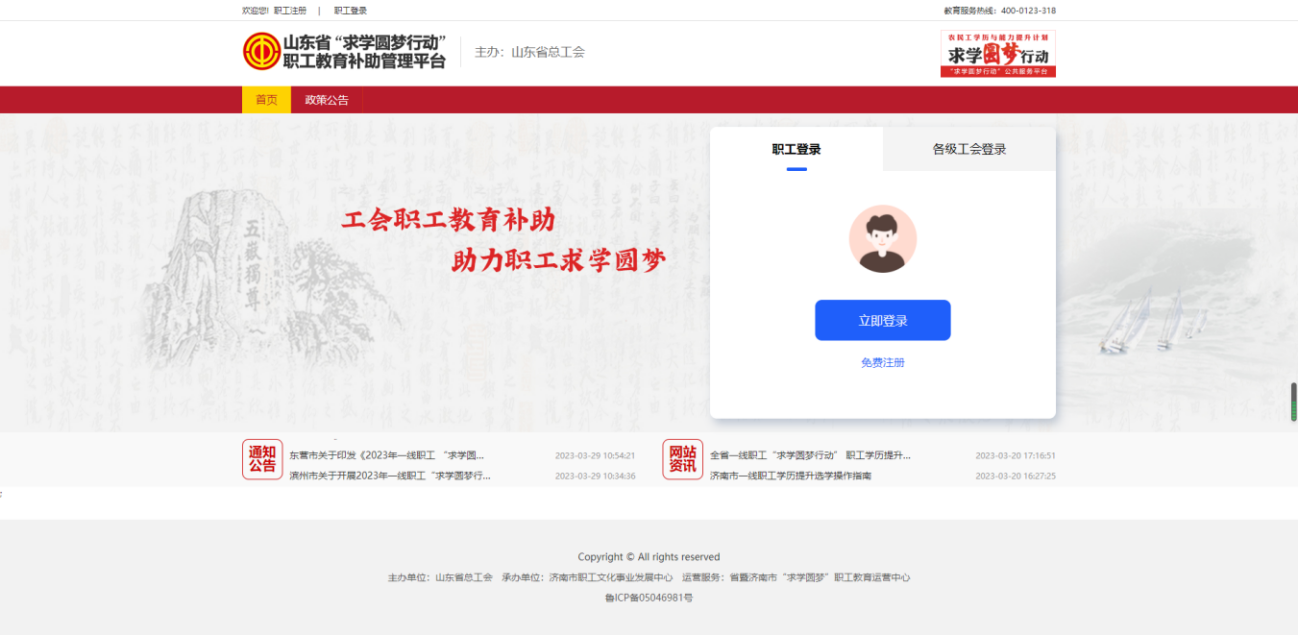 欢迎您! 职工注册 | 职工登录
教育服务热线: 400-0123-318
山东省“求学圆梦行动”
职工教育补助管理平台
主办: 山东省总工会
农民工学历与能力提升计划
求学圆梦行动
“求学圆梦行动”公共服务平台
首页 政策公告
五嶽獨尊
工会职工教育补助
助力职工求学圆梦
职工登录 各级工会登录
立即登录
免费注册
通知
公告
东营市关于印发《2023年一线职工 “求学圆... 2023-03-29 10:54:21
滨州市关于开展2023年一线职工“求学圆梦行... 2023-03-29 10:34:36
网站
资讯
全省一线职工“求学圆梦行动” 职工学历提升... 2023-03-20 17:16:51
济南市一线职工学历提升选学操作指南 2023-03-20 16:27:25
Copyright © All rights reserved
主办单位: 山东省总工会 承办单位: 济南市职工文化事业发展中心 运营服务: 省暨济南市“求学圆梦”职工教育运营中心
鲁ICP备05046981号